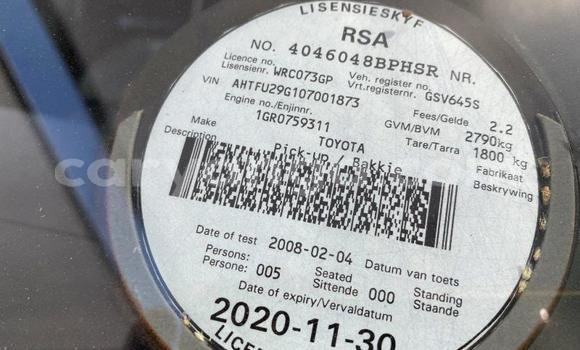 LISENSIESKYF
RSA
NO. 4046048BPHSR NR.
Licence no./Lisensienr. WRC073GP Veh. register no./Vrt.registernr. GSV645S
VIN AHTFU29G107001873 Fees/Gelde 2.2
Engine no./Enjinnr. 1GR0759311 GVM/BVM 2790kg
Make TOYOTA Tare/Tarra 1800 kg
Description Pick-up / Bakkie Fabrikaat
Beskrywing
Date of test 2008-02-04 Datum van toets
Persons: Seated Standing
Persone: 005 Sittende 000 Staande
Date of expiry/Vervaldatum
2020-11-30